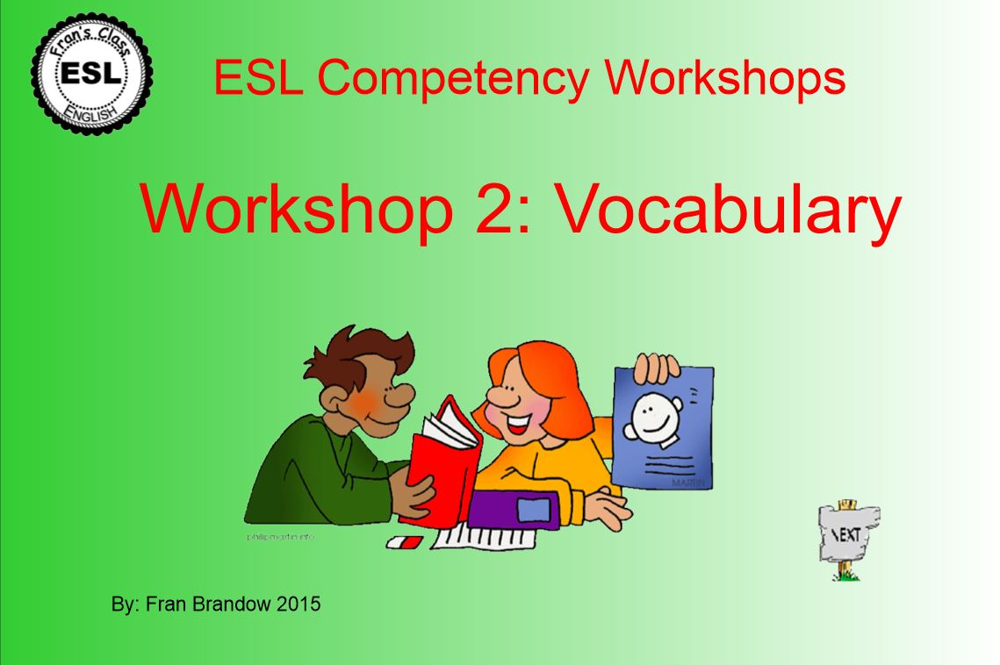 Fran's Class
ESL
ENGLISH
ESL Competency Workshops
Workshop 2: Vocabulary
MARTIN
phillipmartin.info
NEXT
By: Fran Brandow 2015